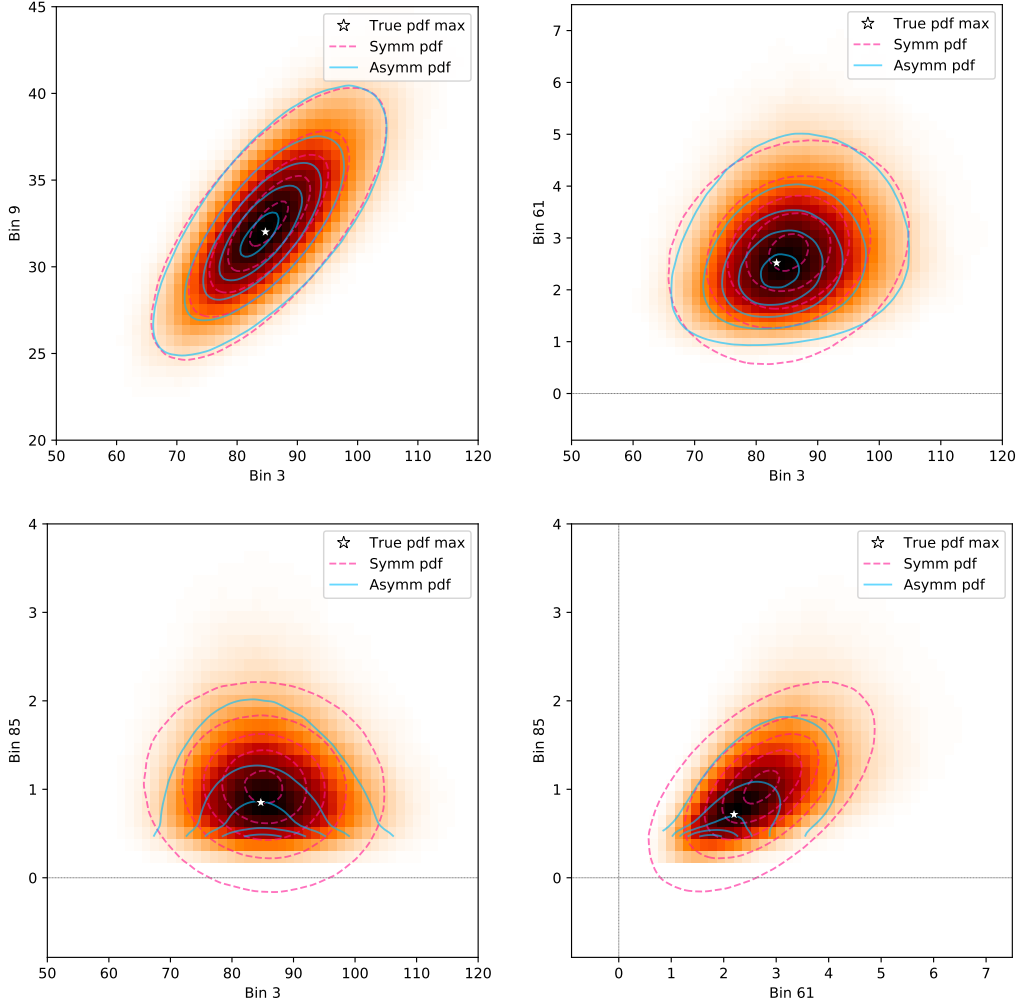 45
40
35
30
25
20
Bin 9
True pdf max
Symm pdf
Asymm pdf
50 60 70 80 90 100 110 120
Bin 3
7
6
5
4
3
2
1
0
Bin 61
True pdf max
Symm pdf
Asymm pdf
50 60 70 80 90 100 110 120
Bin 3
4
3
2
1
0
Bin 85
True pdf max
Symm pdf
Asymm pdf
50 60 70 80 90 100 110 120
Bin 3
4
3
2
1
0
Bin 85
True pdf max
Symm pdf
Asymm pdf
0 1 2 3 4 5 6 7
Bin 61